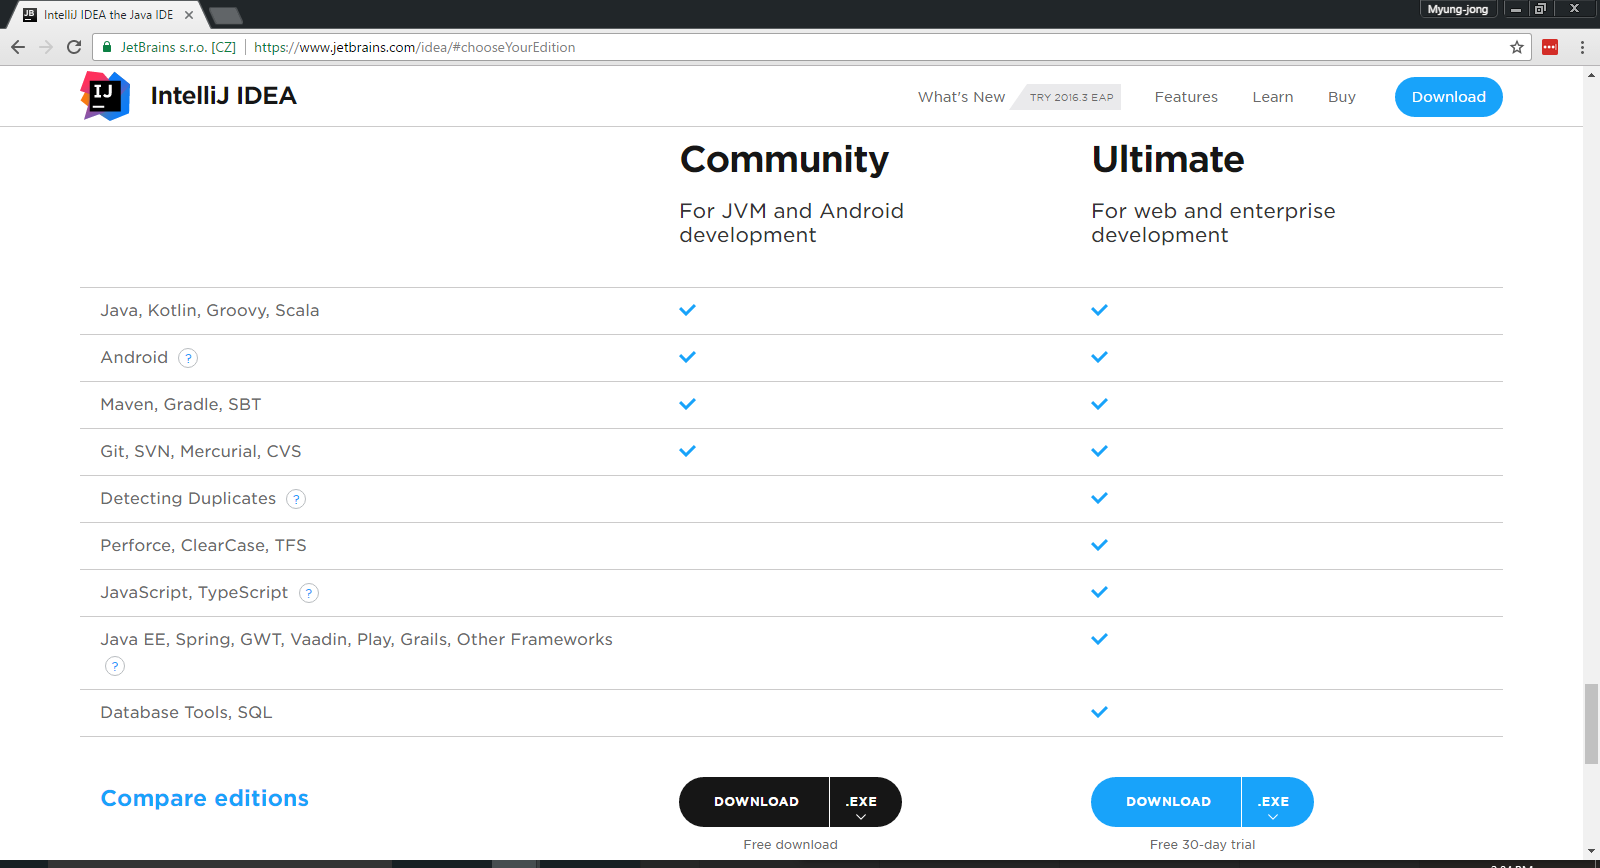 JB IntelliJ IDEA the Java IDE
Myung-jong
JetBrains s.r.o. [CZ] https://www.jetbrains.com/idea/#chooseYourEdition
IJ IntelliJ IDEA
What's New TRY 2016.3 EAP Features Learn Buy Download
Community Ultimate
For JVM and Android For web and enterprise
development development
Java, Kotlin, Groovy, Scala
Android ?
Maven, Gradle, SBT
Git, SVN, Mercurial, CVS
Detecting Duplicates ?
Perforce, ClearCase, TFS
JavaScript, TypeScript ?
Java EE, Spring, GWT, Vaadin, Play, Grails, Other Frameworks
?
Database Tools, SQL
Compare editions DOWNLOAD .EXE DOWNLOAD .EXE
Free download Free 30-day trial